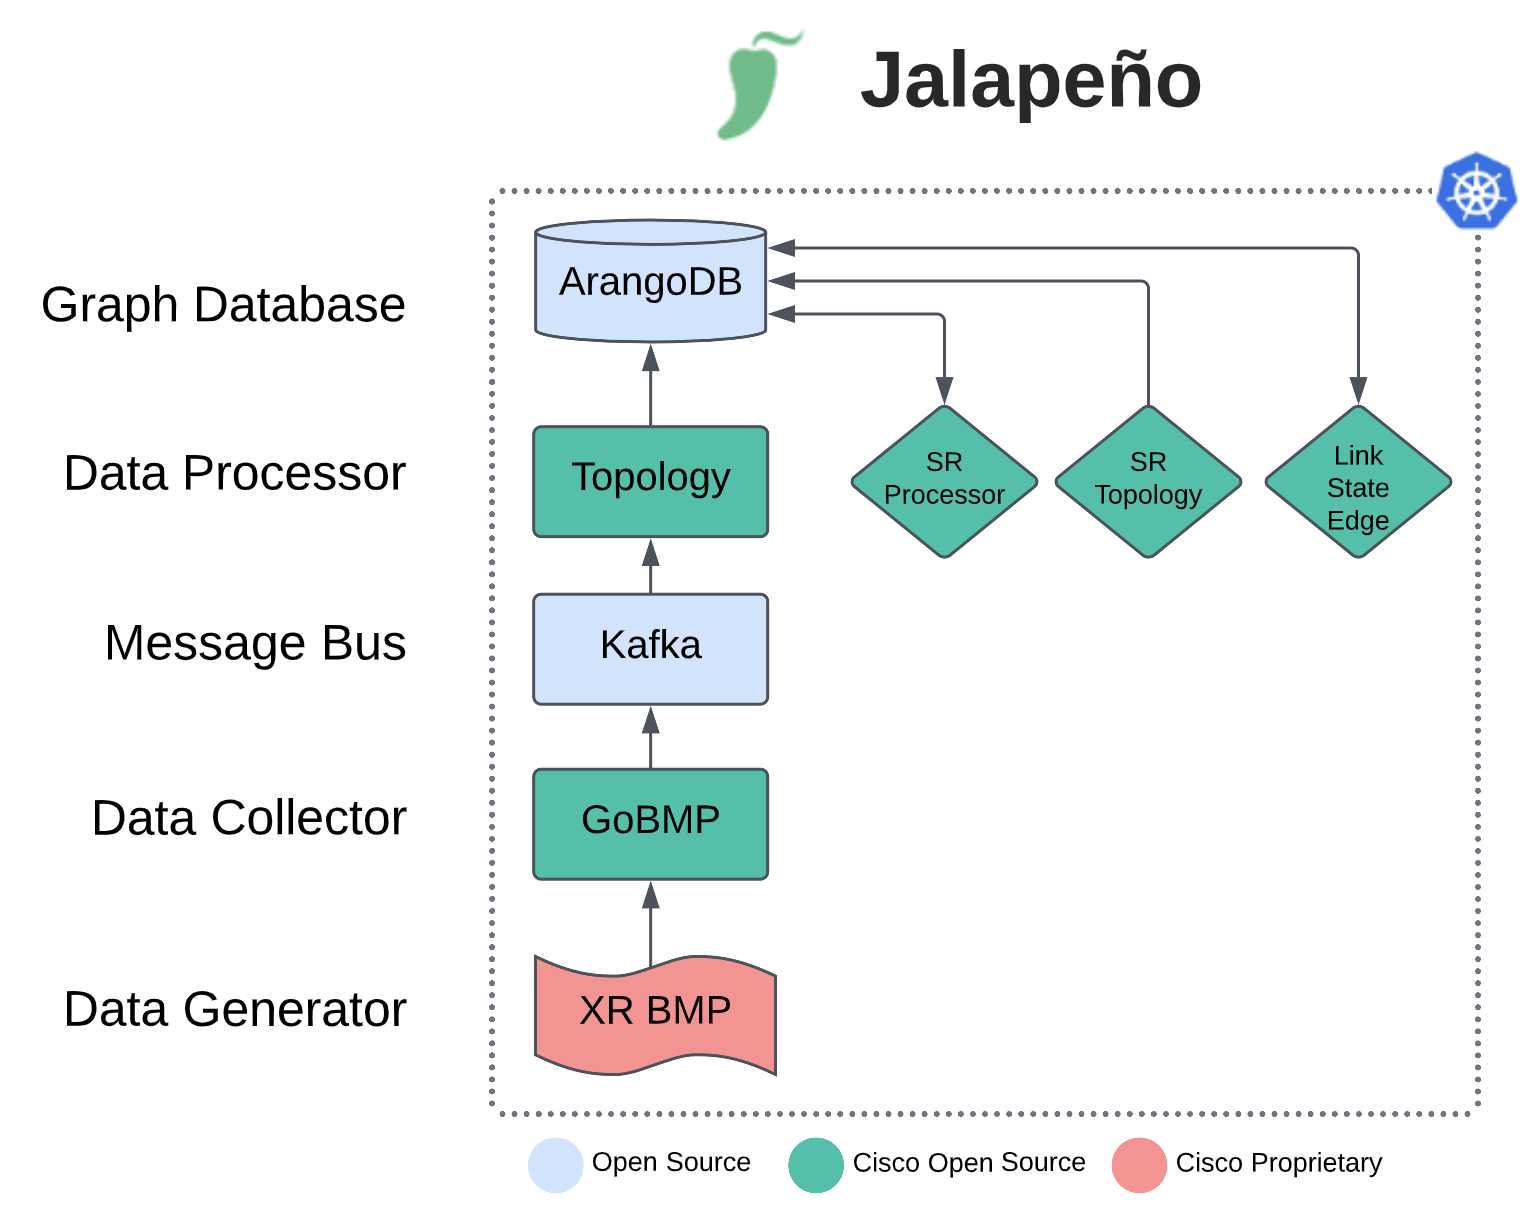 Jalapeño
Graph Database
ArangoDB
Data Processor
Topology
SR
Processor
SR
Topology
Link
State
Edge
Message Bus
Kafka
Data Collector
GoBMP
Data Generator
XR BMP
Open Source
Cisco Open Source
Cisco Proprietary